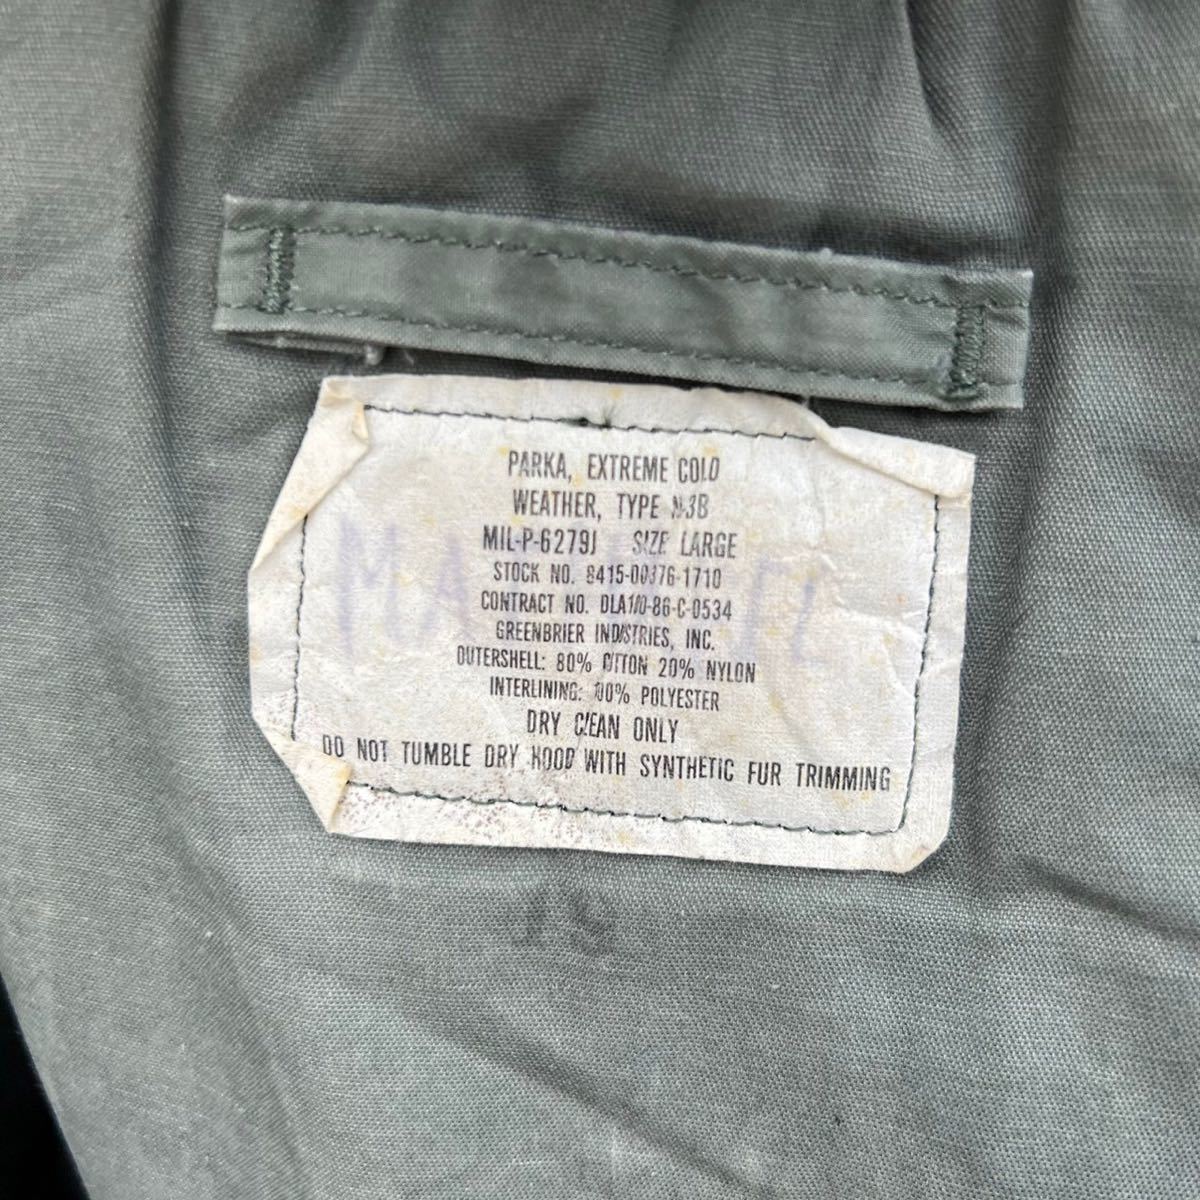 PARKA, EXTREME COLD
WEATHER, TYPE N-3B
MIL-P-6279J SIZE LARGE
STOCK NO. 8415-00376-1710
CONTRACT NO. DLA100-86-C-0534
GREENBRIER INDUSTRIES, INC.
OUTERSHELL: 80% COTTON 20% NYLON
INTERLINING: 100% POLYESTER
DRY CLEAN ONLY
DO NOT TUMBLE DRY HOOD WITH SYNTHETIC FUR TRIMMING